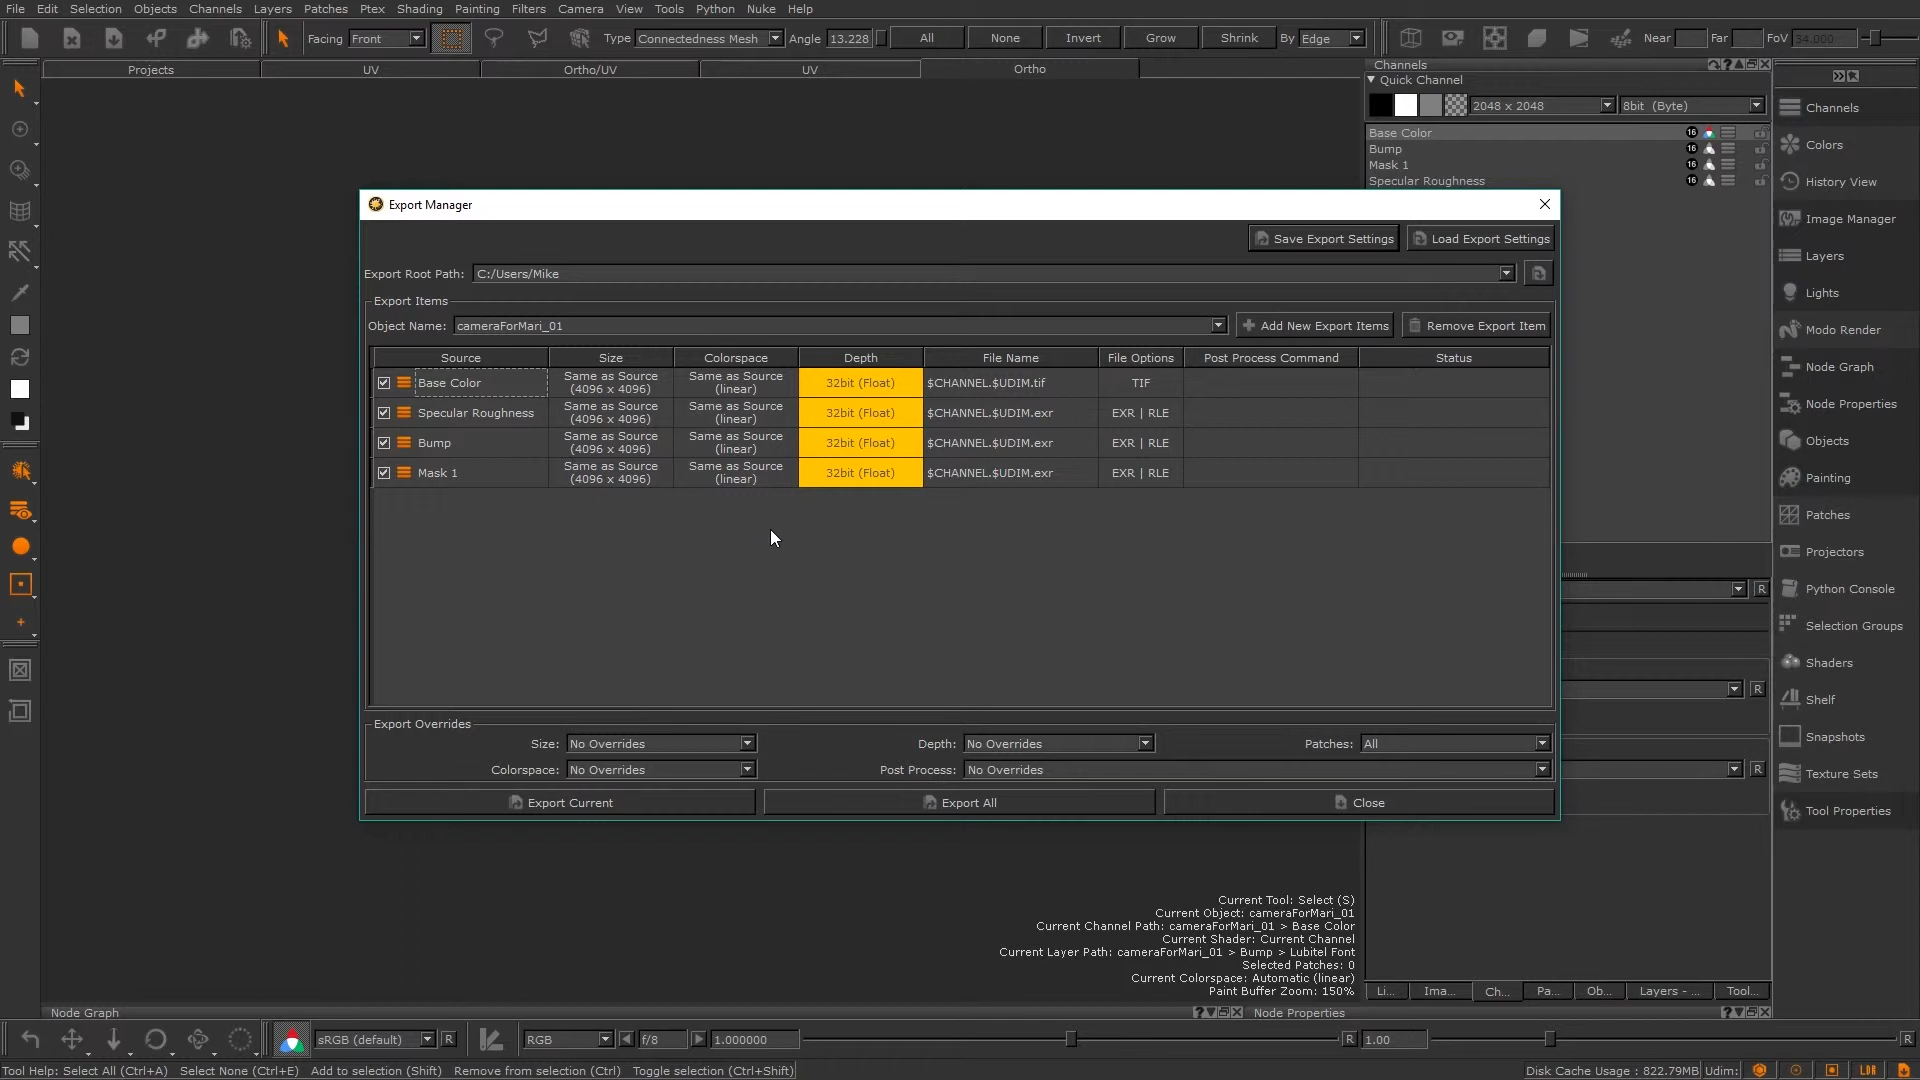 File Edit Selection Objects Channels Layers Patches Ptex Shading Painting Filters Camera View Tools Python Nuke Help
Facing Front Type Connectedness Mesh Angle 13.228 All None Invert Grow Shrink By Edge Near Far FoV 34.000
Projects UV Ortho/UV UV Ortho
Channels
Quick Channel
2048 x 2048 8bit (Byte)
Base Color 16
Bump 16
Mask 1 16
Specular Roughness 16
Channels
Colors
History View
Image Manager
Layers
Lights
Modo Render
Node Graph
Node Properties
Objects
Painting
Patches
Projectors
Python Console
Selection Groups
Shaders
Shelf
Snapshots
Texture Sets
Tool Properties
R
R
R
Export Manager
Save Export Settings Load Export Settings
Export Root Path: C:/Users/Mike
Export Items
Object Name: cameraForMari_01 Add New Export Items Remove Export Item
Source Size Colorspace Depth File Name File Options Post Process Command Status
Base Color Same as Source (4096 x 4096) Same as Source (linear) 32bit (Float) $CHANNEL.$UDIM.tif TIF
Specular Roughness Same as Source (4096 x 4096) Same as Source (linear) 32bit (Float) $CHANNEL.$UDIM.exr EXR | RLE
Bump Same as Source (4096 x 4096) Same as Source (linear) 32bit (Float) $CHANNEL.$UDIM.exr EXR | RLE
Mask 1 Same as Source (4096 x 4096) Same as Source (linear) 32bit (Float) $CHANNEL.$UDIM.exr EXR | RLE
Export Overrides
Size: No Overrides Depth: No Overrides Patches: All
Colorspace: No Overrides Post Process: No Overrides
Export Current Export All Close
Current Tool: Select (S)
Current Object: cameraForMari_01
Current Channel Path: cameraForMari_01 > Base Color
Current Shader: Current Channel
Current Layer Path: cameraForMari_01 > Bump > Lubitel Font
Selected Patches: 0
Current Colorspace: Automatic (linear)
Paint Buffer Zoom: 150%
Li... Ima... Ch... Pa... Ob... Layers - ... Tool...
Node Graph Node Properties
sRGB (default) R RGB f/8 1.000000 R 1.00 R
Tool Help: Select All (Ctrl+A) Select None (Ctrl+E) Add to selection (Shift) Remove from selection (Ctrl) Toggle selection (Ctrl+Shift) Disk Cache Usage : 822.79MB Udim: LDR